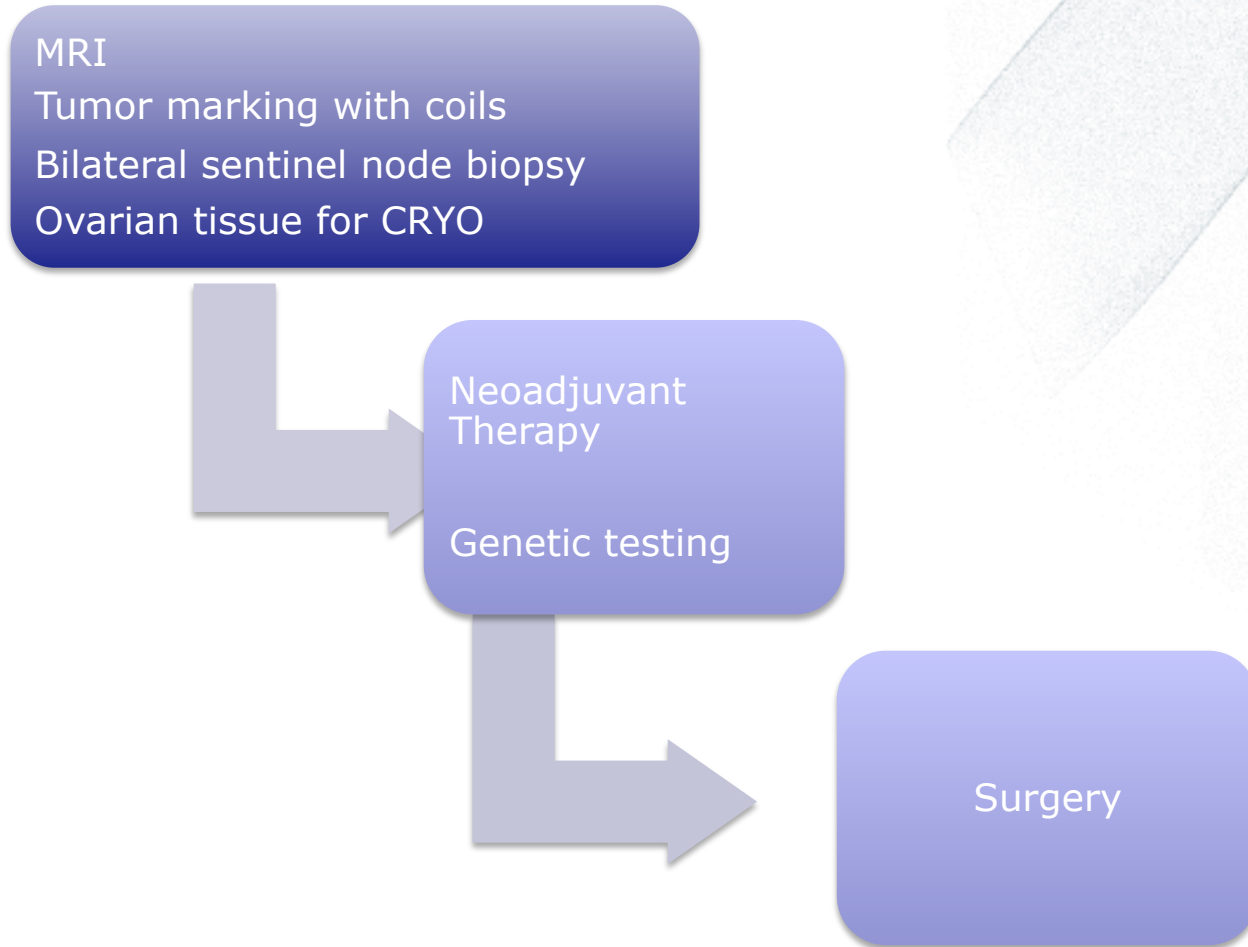 MRI
Tumor marking with coils
Bilateral sentinel node biopsy
Ovarian tissue for CRYO
Neoadjuvant
Therapy
Genetic testing
Surgery